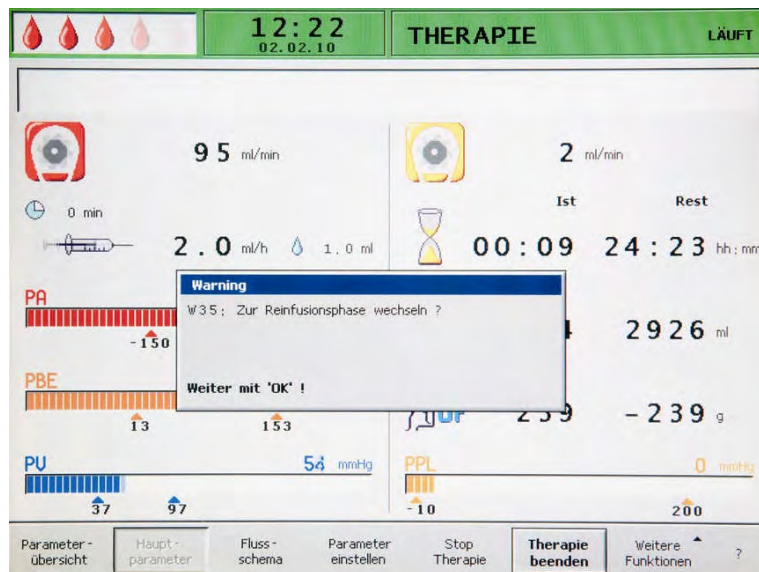 12:22
02.02.10
THERAPIE
LÄUFT
95 ml/min
2 ml/min
0 min
Ist Rest
2.0 ml/h 1.0 ml
00:09 24:23 hh:mm
Warning
W35: Zur Reinfusionsphase wechseln ?
Weiter mit 'OK' !
PA
-150
2926 ml
PBE
13 153
UF 239 -239 g
PV 54 mmHg
37 97
PPL 0 mmHg
-10 200
Parameter-
übersicht
Haupt-
parameter
Fluss-
schema
Parameter
einstellen
Stop
Therapie
Therapie
beenden
Weitere
Funktionen
?